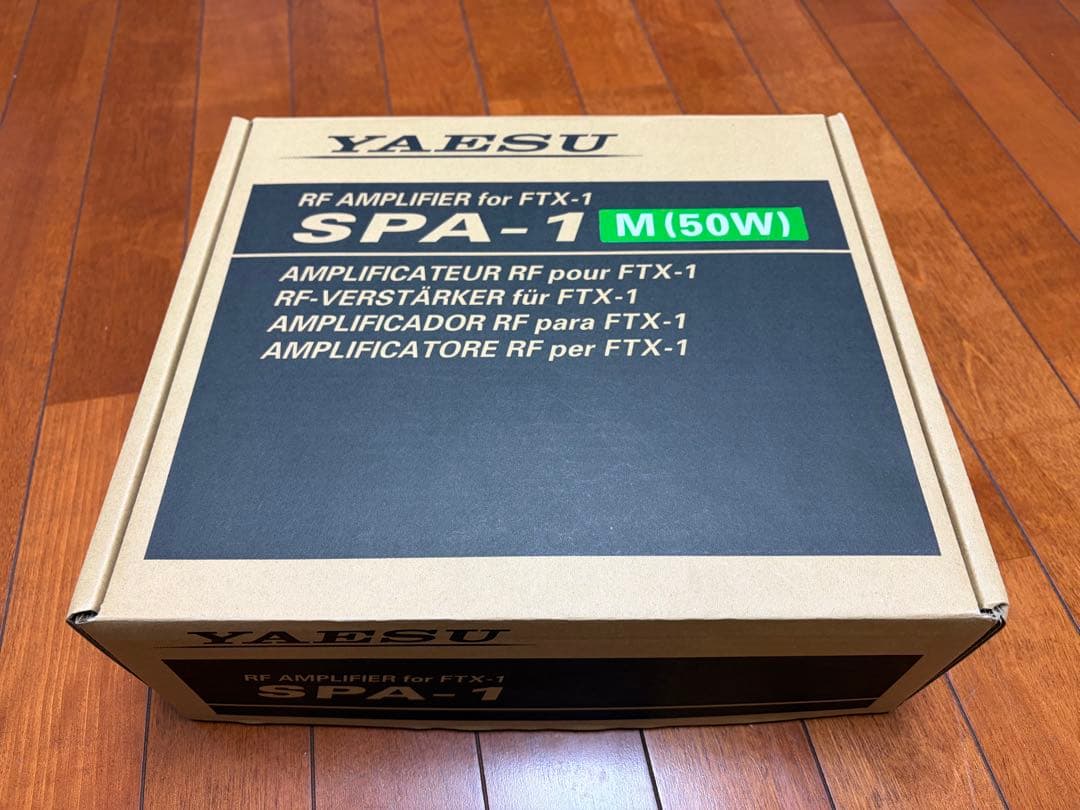 YAESU
RF AMPLIFIER for FTX-1
SPA-1 M (50W)
AMPLIFICATEUR RF pour FTX-1
RF-VERSTÄRKER für FTX-1
AMPLIFICADOR RF para FTX-1
AMPLIFICATORE RF per FTX-1
YAESU
RF AMPLIFIER for FTX-1
SPA-1